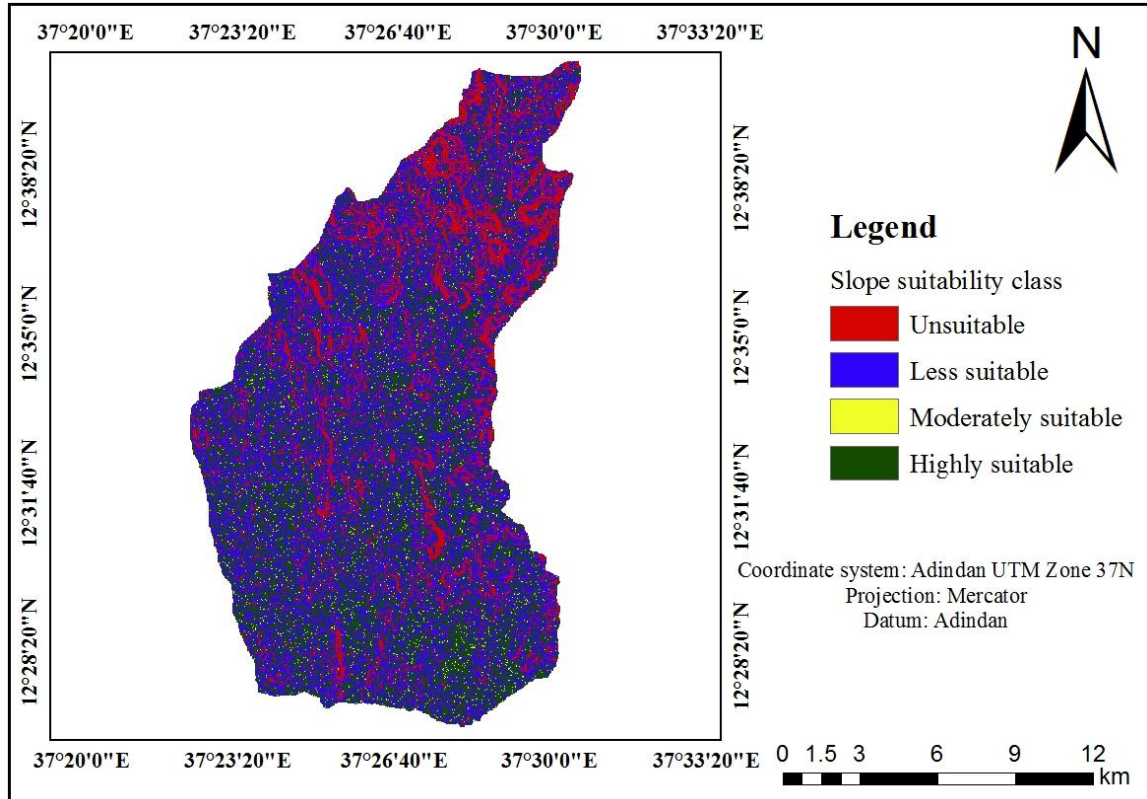 37°20'0"E 37°23'20"E 37°26'40"E 37°30'0"E 37°33'20"E
N
12°38'20"N
12°35'0"N
12°31'40"N
12°28'20"N
12°38'20"N
12°35'0"N
12°31'40"N
12°28'20"N
Legend
Slope suitability class
Unsuitable
Less suitable
Moderately suitable
Highly suitable
Coordinate system: Adindan UTM Zone 37N
Projection: Mercator
Datum: Adindan
37°20'0"E 37°23'20"E 37°26'40"E 37°30'0"E 37°33'20"E
0 1.5 3 6 9 12
km